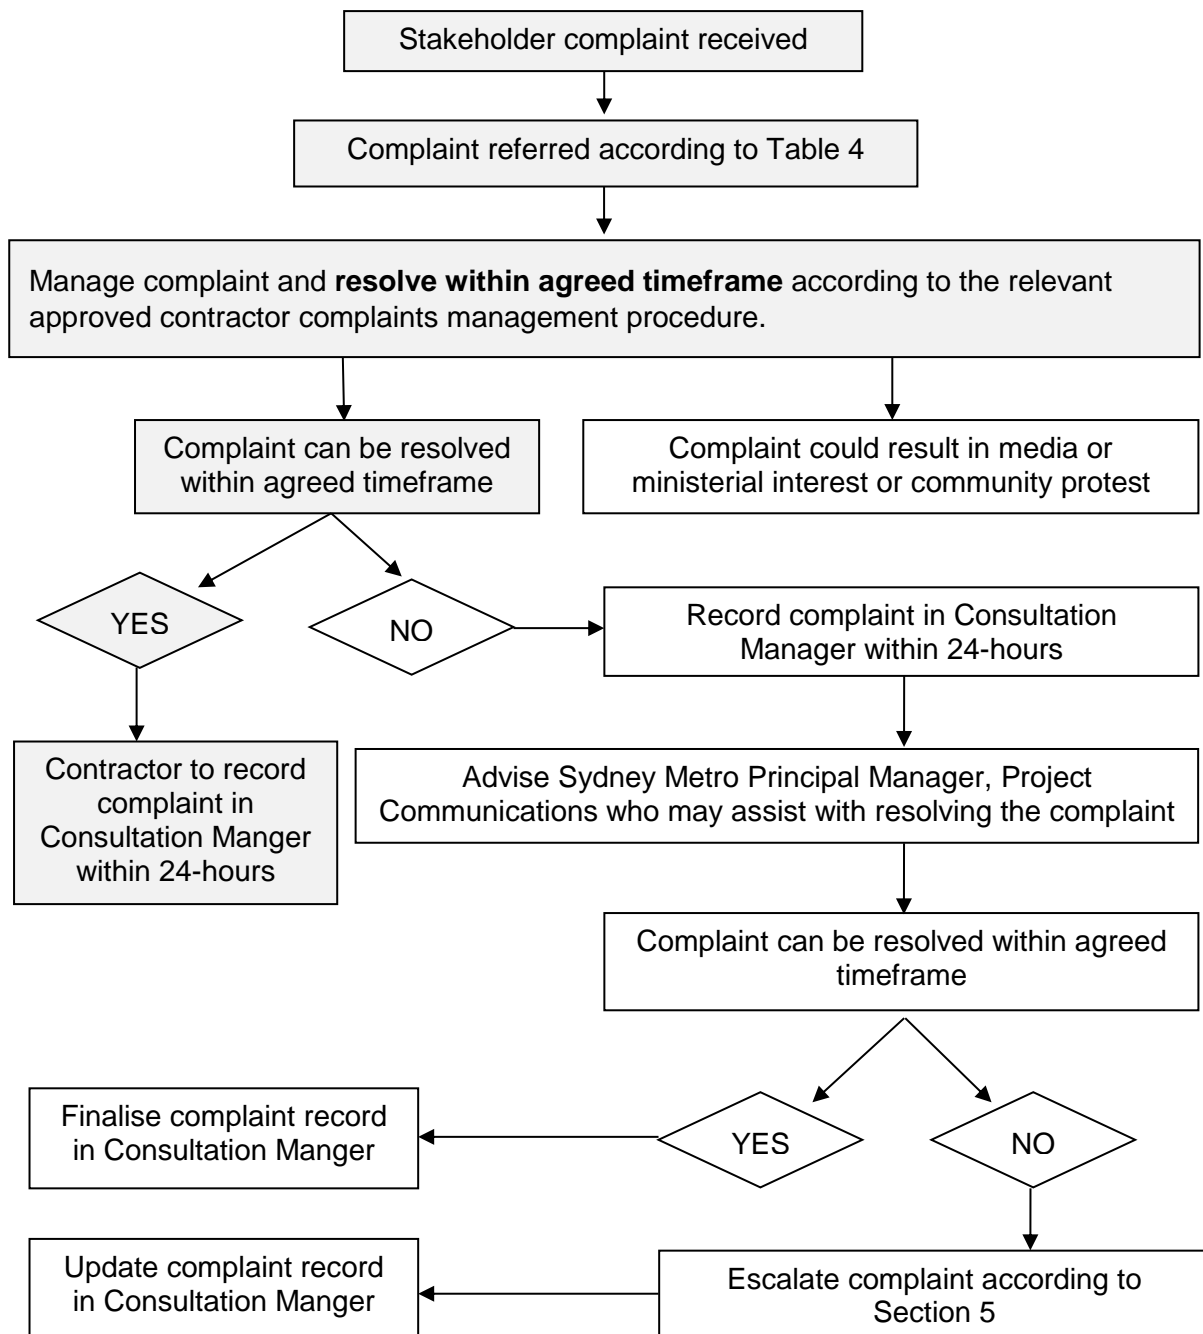 Stakeholder complaint received
Complaint referred according to Table 4
Manage complaint and resolve within agreed timeframe according to the relevant
approved contractor complaints management procedure.
Complaint can be resolved
within agreed timeframe
Complaint could result in media or
ministerial interest or community protest
YES
NO
Record complaint in Consultation
Manager within 24-hours
Contractor to record
complaint in
Consultation Manger
within 24-hours
Advise Sydney Metro Principal Manager, Project
Communications who may assist with resolving the complaint
Complaint can be resolved within agreed
timeframe
Finalise complaint record
in Consultation Manger
YES
NO
Update complaint record
in Consultation Manger
Escalate complaint according to
Section 5